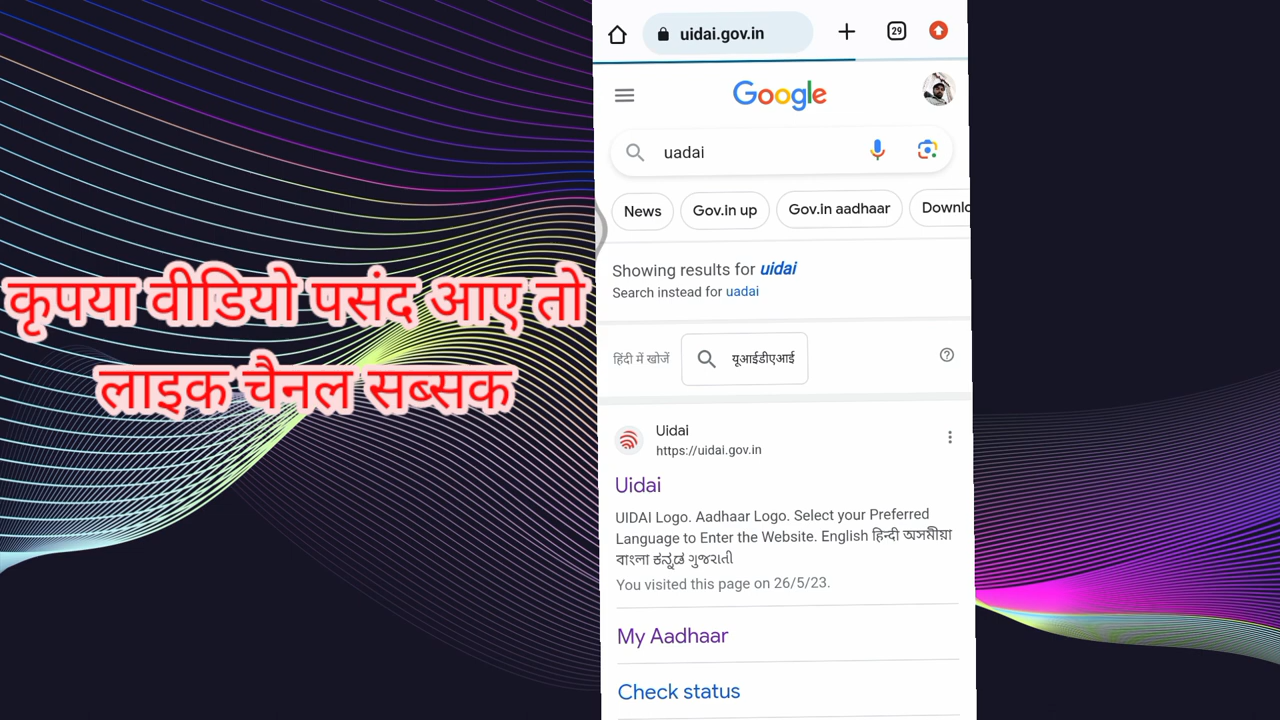 कृपया वीडियो पसंद आए तो
लाइक चैनल सब्सक
uidai.gov.in
29
Google
uadai
News
Gov.in up
Gov.in aadhaar
Downlo
Showing results for uidai
Search instead for uadai
हिंदी में खोजें
यूआईडीएआई
Uidai
https://uidai.gov.in
Uidai
UIDAI Logo. Aadhaar Logo. Select your Preferred
Language to Enter the Website. English हिन्दी অসমীয়া
বাংলা ಕನ್ನಡ ગુજરાતી
You visited this page on 26/5/23.
My Aadhaar
Check status